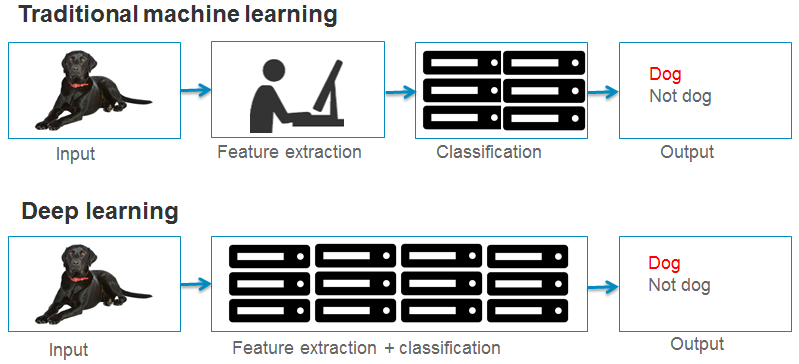 Traditional machine learning
Dog
Not dog
Input
Feature extraction
Classification
Output
Deep learning
Dog
Not dog
Input
Feature extraction + classification
Output